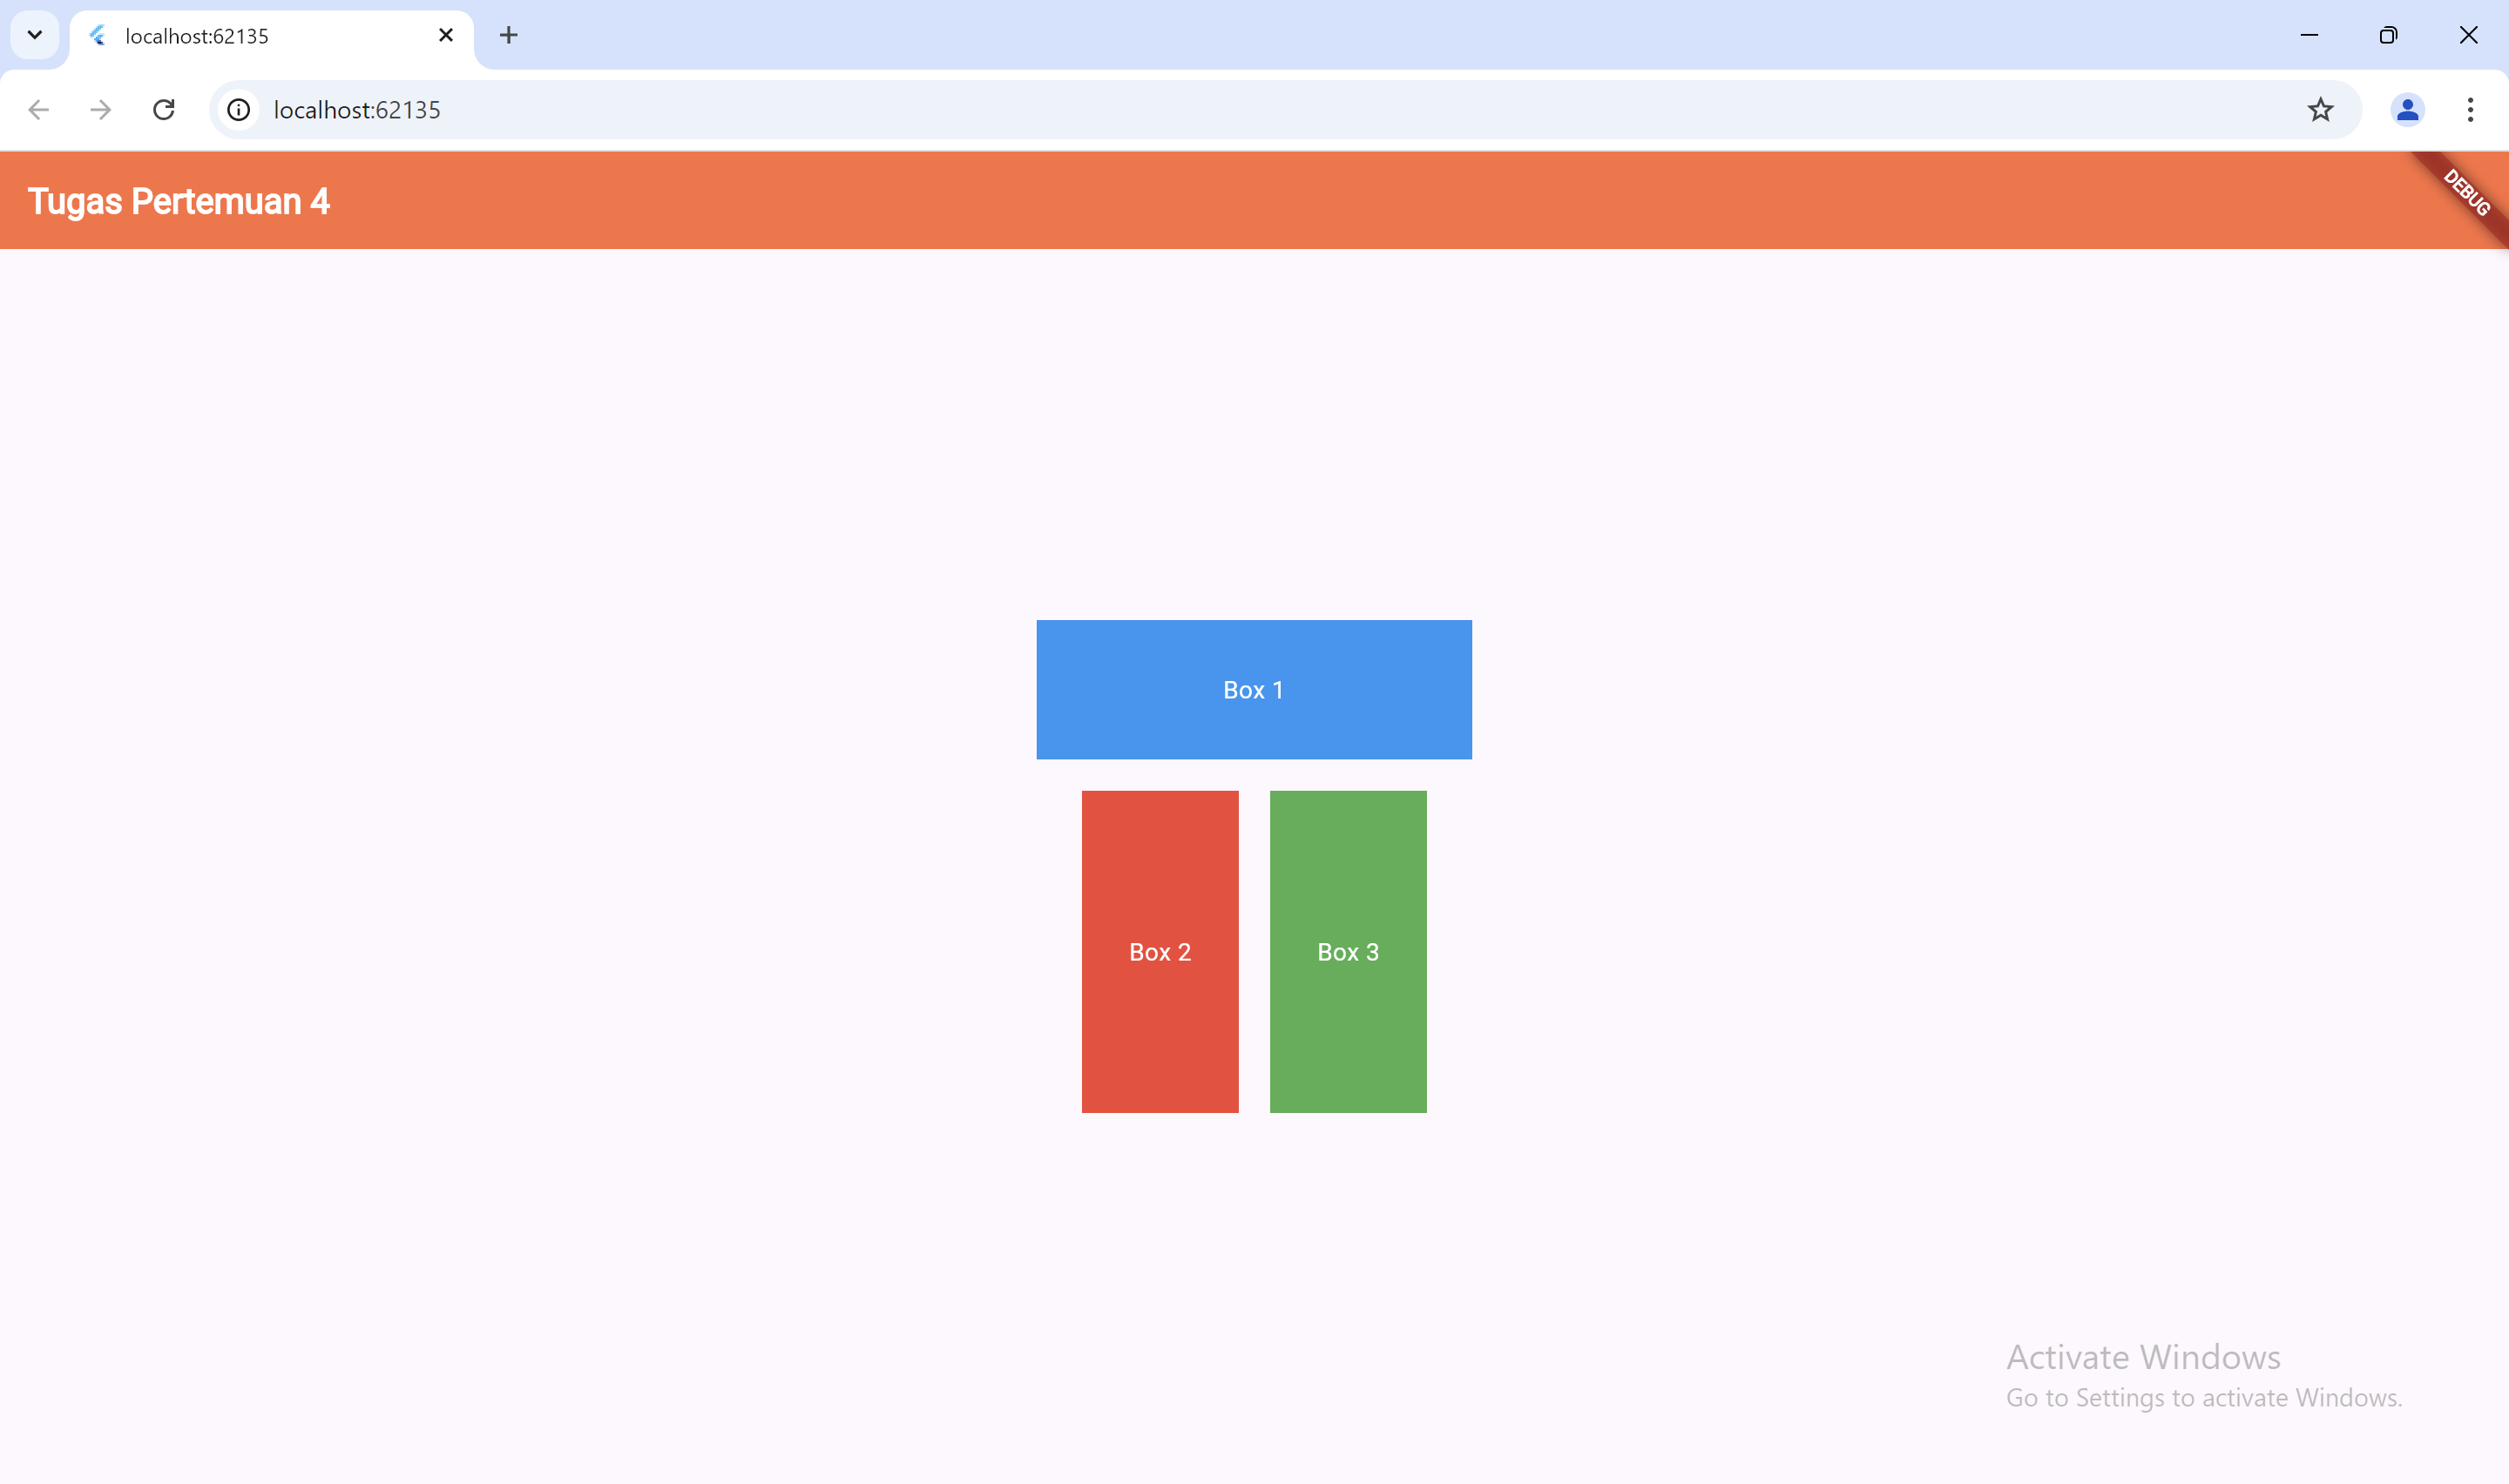 localhost:62135
localhost:62135
Tugas Pertemuan 4
DEBUG
Box 1
Box 2
Box 3
Activate Windows
Go to Settings to activate Windows.